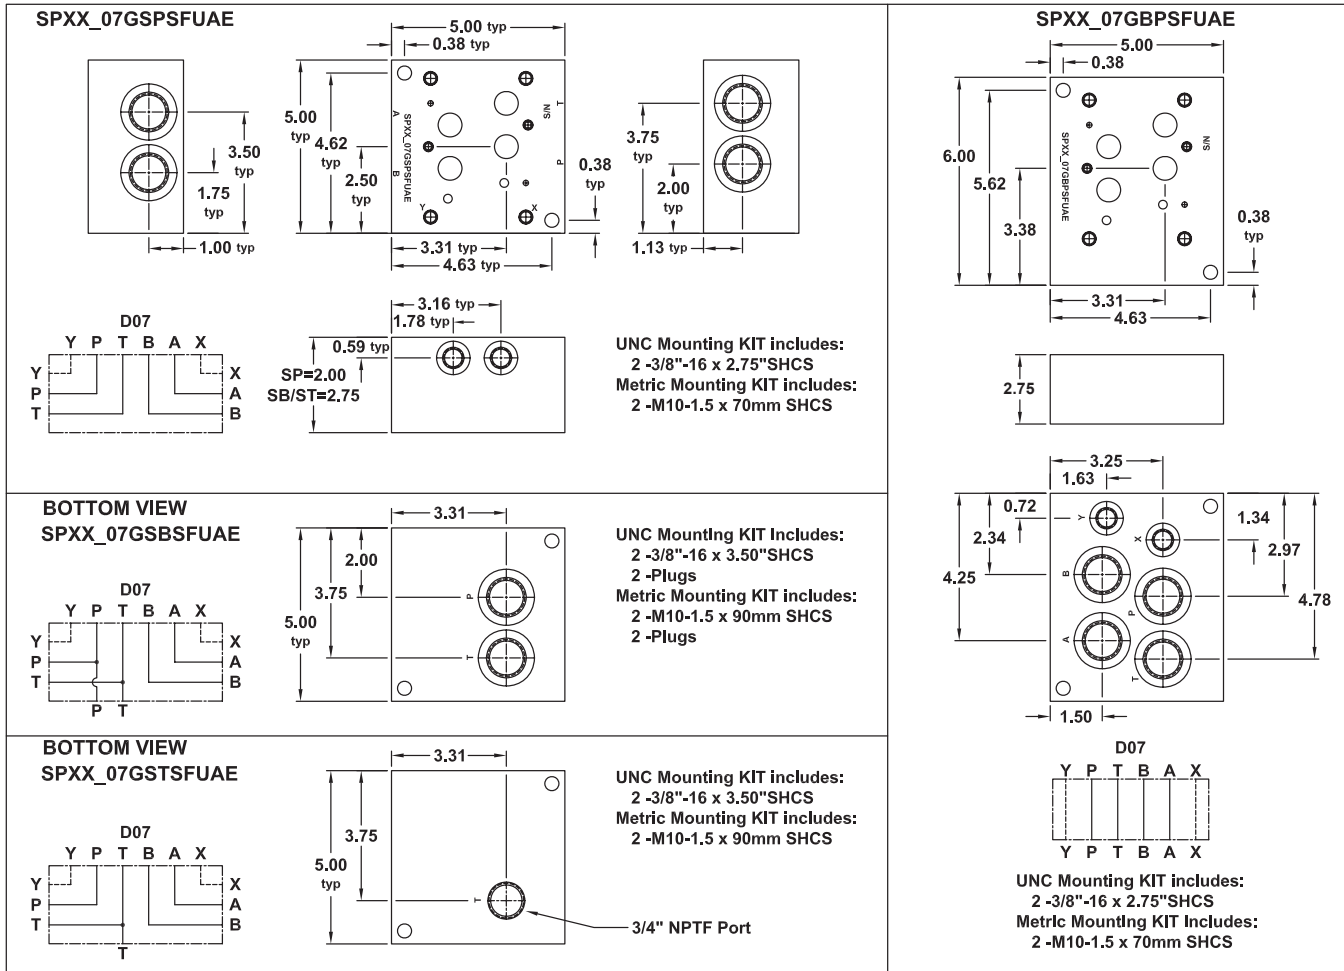 SPXX_07GSPSFUAE
5.00 typ
0.38 typ
3.50
typ
1.75
typ
1.00 typ
5.00
typ
4.62
typ
2.50
typ
A
B
SPXX_07GSPSFUAE
S/N
T
P
Y
X
0.38
typ
3.31 typ
4.63 typ
3.75
typ
2.00
typ
1.13 typ
D07
Y P T B A X
Y
P
T
X
A
B
3.16 typ
1.78 typ
0.59 typ
SP=2.00
SB/ST=2.75
UNC Mounting KIT includes:
2 -3/8"-16 x 2.75"SHCS
Metric Mounting KIT includes:
2 -M10-1.5 x 70mm SHCS
BOTTOM VIEW
SPXX_07GSBSFUAE
D07
Y P T B A X
Y
P
T
X
A
B
P T
3.31
2.00
3.75
5.00
typ
P
T
UNC Mounting KIT Includes:
2 -3/8"-16 x 3.50"SHCS
2 -Plugs
Metric Mounting KIT includes:
2 -M10-1.5 x 90mm SHCS
2 -Plugs
BOTTOM VIEW
SPXX_07GSTSFUAE
D07
Y P T B A X
Y
P
T
X
A
B
T
3.31
3.75
5.00
typ
T
3/4" NPTF Port
UNC Mounting KIT includes:
2 -3/8"-16 x 3.50"SHCS
Metric Mounting KIT includes:
2 -M10-1.5 x 90mm SHCS
SPXX_07GBPSFUAE
5.00
0.38
6.00
5.62
3.38
SPXX_07GBPSFUAE
S/N
0.38
typ
3.31
4.63
2.75
3.25
1.63
0.72
2.34
4.25
1.34
2.97
4.78
Y
X
B
P
A
T
1.50
D07
Y P T B A X
Y P T B A X
UNC Mounting KIT includes:
2 -3/8"-16 x 2.75"SHCS
Metric Mounting KIT Includes:
2 -M10-1.5 x 70mm SHCS